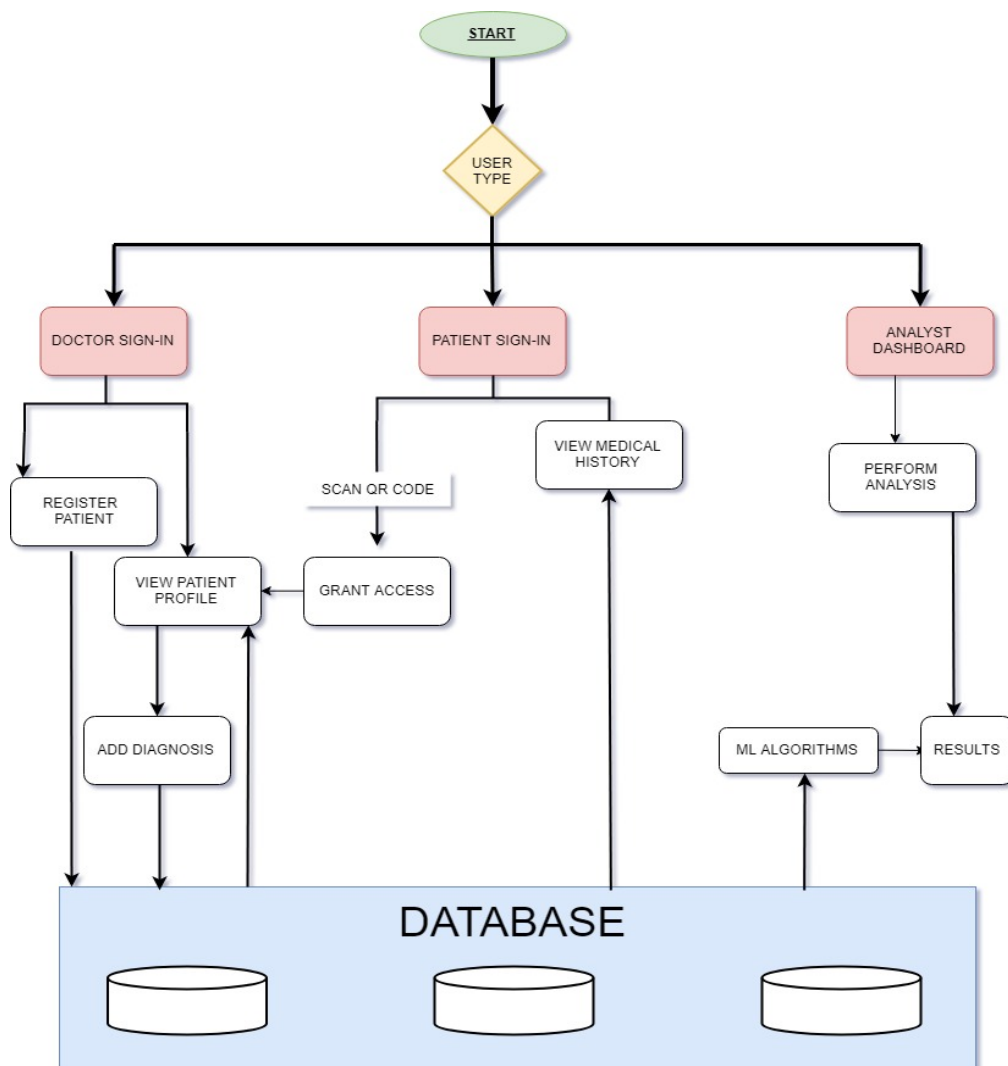 START
USER
TYPE
DOCTOR SIGN-IN
PATIENT SIGN-IN
ANALYST
DASHBOARD
VIEW MEDICAL
HISTORY
PERFORM
ANALYSIS
SCAN QR CODE
REGISTER
PATIENT
VIEW PATIENT
PROFILE
GRANT ACCESS
ADD DIAGNOSIS
ML ALGORITHMS
RESULTS
DATABASE